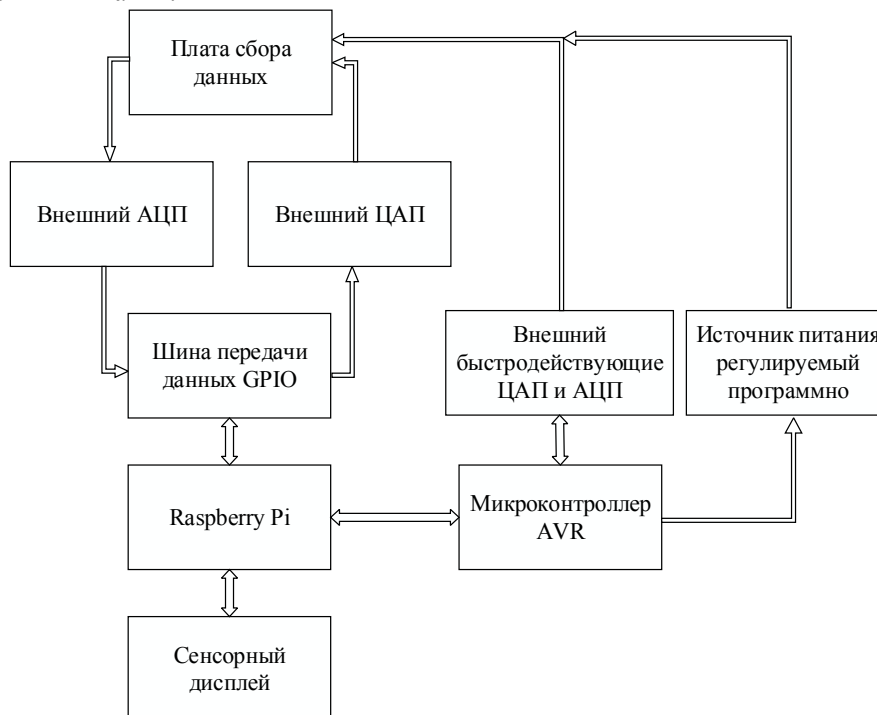 Плата сбора
данных
Внешний АЦП
Внешний ЦАП
Шина передачи
данных GPIO
Внешний
быстродействующие
ЦАП и АЦП
Источник питания
регулируемый
программно
Raspberry Pi
Микроконтроллер
AVR
Сенсорный
дисплей